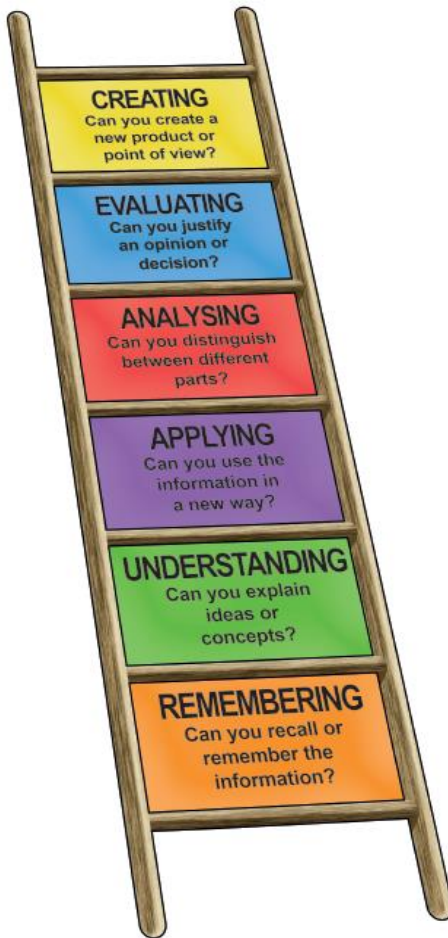 CREATING
Can you create a
new product or
point of view?
EVALUATING
Can you justify
an opinion or
decision?
ANALYSING
Can you distinguish
between different
parts?
APPLYING
Can you use the
information in
a new way?
UNDERSTANDING
Can you explain
ideas or
concepts?
REMEMBERING
Can you recall or
remember the
information?